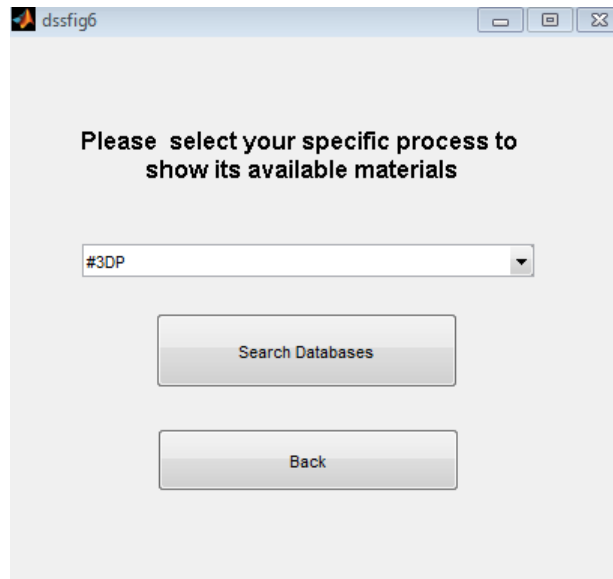 dssfig6
Please select your specific process to
show its available materials
#3DP
Search Databases
Back